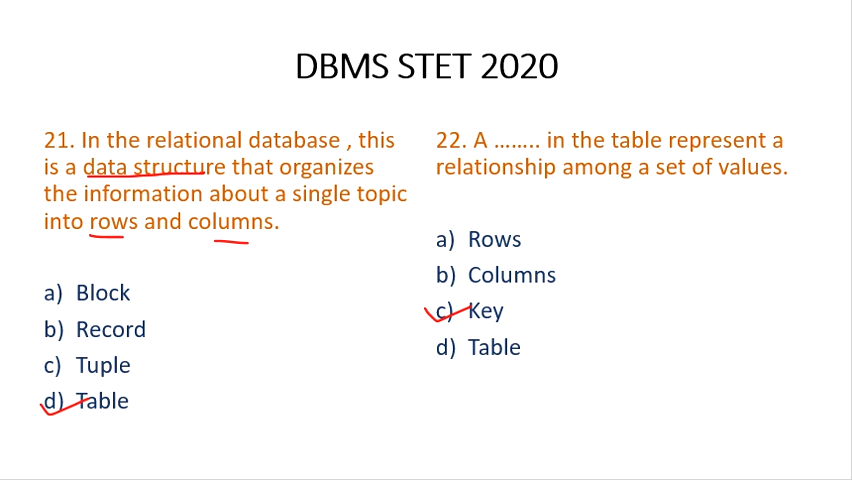 DBMS STET 2020
21. In the relational database , this
is a data structure that organizes
the information about a single topic
into rows and columns.
a) Block
b) Record
c) Tuple
d) Table
22. A …….. in the table represent a
relationship among a set of values.
a) Rows
b) Columns
c) Key
d) Table